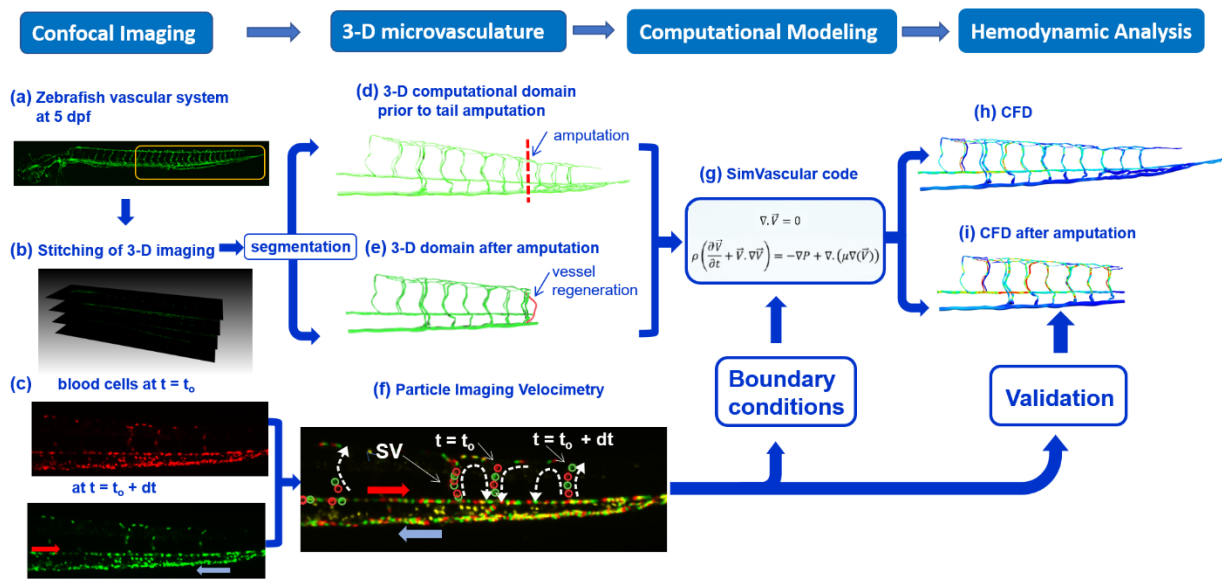 Confocal Imaging
3-D microvasculature
Computational Modeling
Hemodynamic Analysis
(a) Zebrafish vascular system
at 5 dpf
(b) Stitching of 3-D imaging
segmentation
(c)
blood cells at t = tₒ
at t = tₒ + dt
(d) 3-D computational domain
prior to tail amputation
amputation
(e) 3-D domain after amputation
vessel
regeneration
(f) Particle Imaging Velocimetry
SV
t = tₒ
t = tₒ + dt
(g) SimVascular code
∇.V⃗ = 0
ρ(∂V⃗/∂t + V⃗.∇V⃗) = −∇P + ∇.(μ∇(V⃗))
Boundary
conditions
(h) CFD
(i) CFD after amputation
Validation